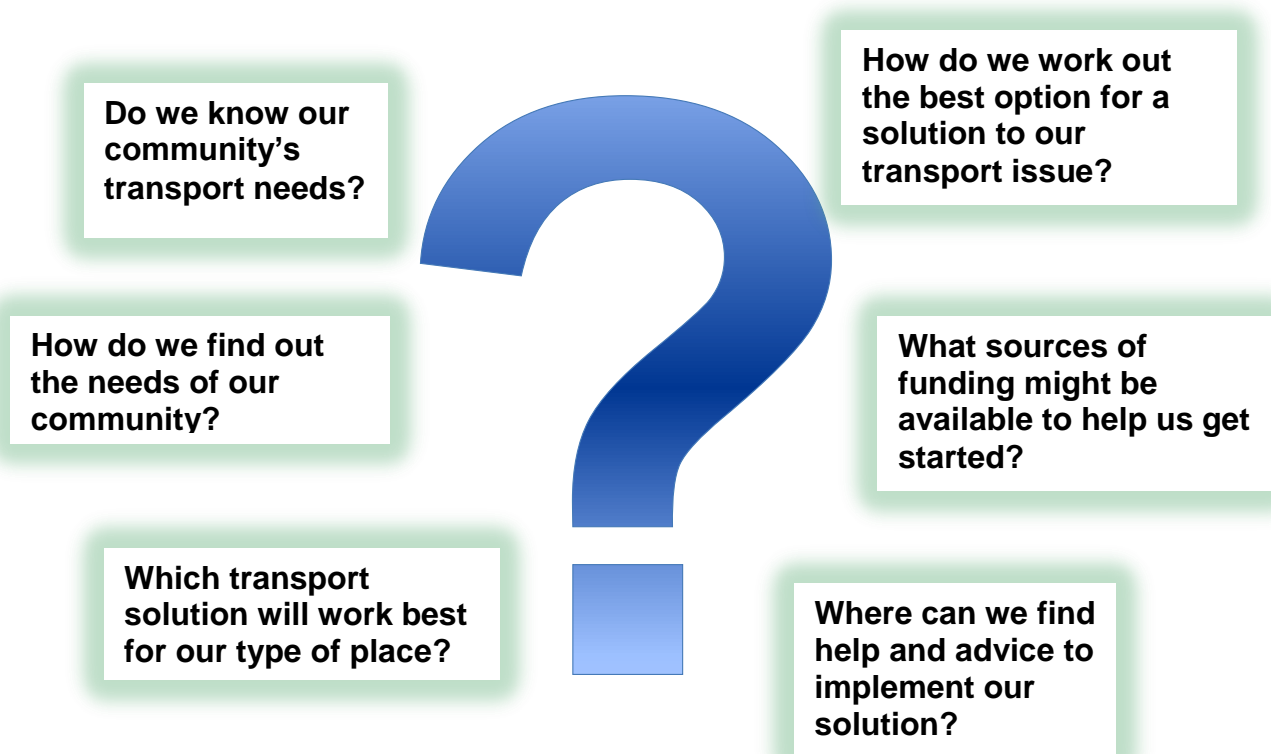 Do we know our
community’s
transport needs?
How do we find out
the needs of our
community?
Which transport
solution will work best
for our type of place?
How do we work out
the best option for a
solution to our
transport issue?
What sources of
funding might be
available to help us get
started?
Where can we find
help and advice to
implement our
solution?
?